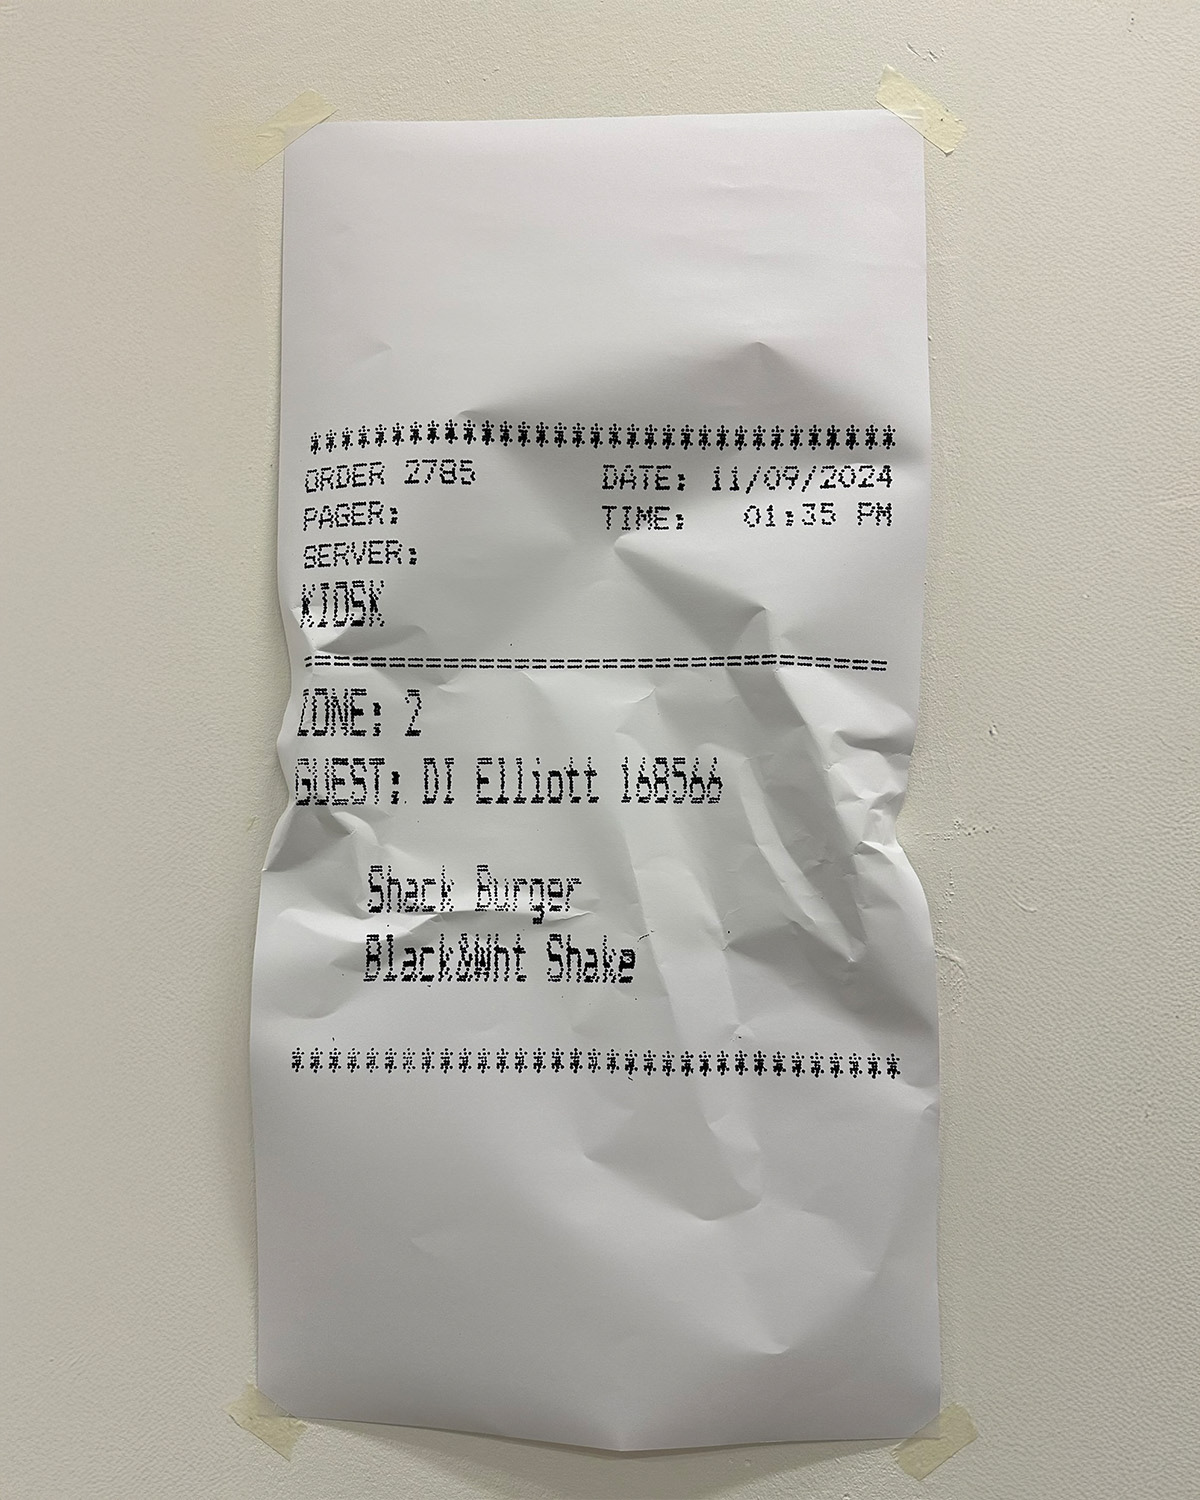 ********************************
ORDER 2785 DATE: 11/09/2024
PAGER: TIME: 01:35 PM
SERVER:
KIOSK
================================
ZONE: 2
GUEST: DI Elliott 168566
Shack Burger
Black&Wht Shake
*********************************